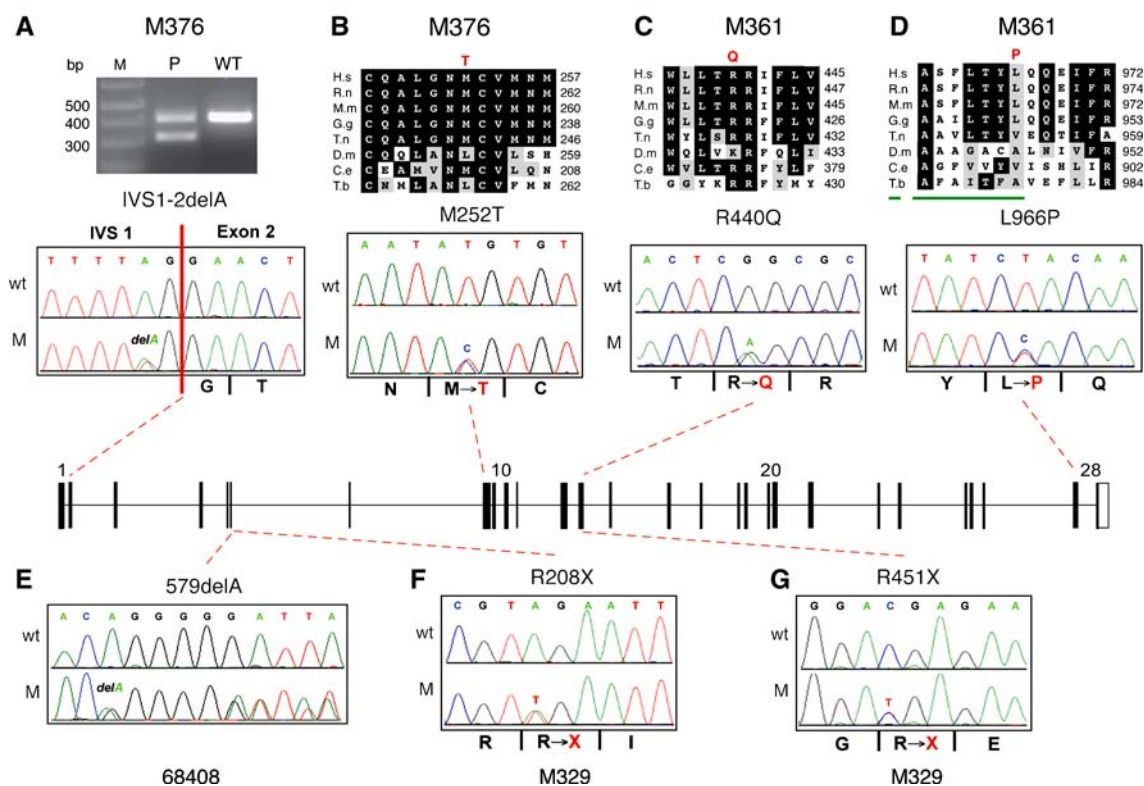 A
M376
bp M P WT
500
400
300
IVS1-2delA
IVS 1 Exon 2
T T T T A G G A A C T
wt
M
delA
G T
B
M376
T
H.s C Q A L G N M C V M N M 257
R.n C Q A L G N M C V M N M 262
M.m C Q A L G N M C V M N M 260
G.g C Q A L G N M C V M N M 238
T.n C Q A L G N M C V M N M 246
D.m C Q Q L A N L C V L S H 259
C.e C E A M V N L C V N Q N 208
T.b C N M L A N L C V F M N 262
M252T
A A T A T G T G T
wt
M
C
N M→T C
C
M361
Q
H.s W L L T R R I F L V 445
R.n W L L T R R I F L V 447
M.m W L L T R R I F L V 445
G.g W L L T R R I F L V 426
T.n W Y L S R R I F L V 432
D.m W Q L V K R F Q L I 433
C.e W G L T R R L F L Y 379
T.b G G Y K R R F Y M Y 430
R440Q
A C T C G G C G C
wt
M
A
T R→Q R
D
M361
P
H.s A S F L T Y L Q Q E I F R 972
R.n A S F L T Y L Q Q E I F R 974
M.m A S F L T Y L Q Q E I F R 972
G.g A A F L T Y L Q Q E I F R 953
T.n A A V L T Y V E Q T I F A 959
D.m A A A G A C A L N I V F R 952
C.e A G F V V Y V I S H L I R 902
T.b A F A I T F A V E F L L R 984
L966P
T A T C T A C A A
wt
M
C
Y L→P Q
1 10 20 28
E
579delA
A C A G G G G G A T T A
wt
M
delA
68408
F
R208X
C G T A G A A T T
wt
M
T
R R→X I
M329
G
R451X
G G A C G A G A A
wt
M
T
G R→X E
M329